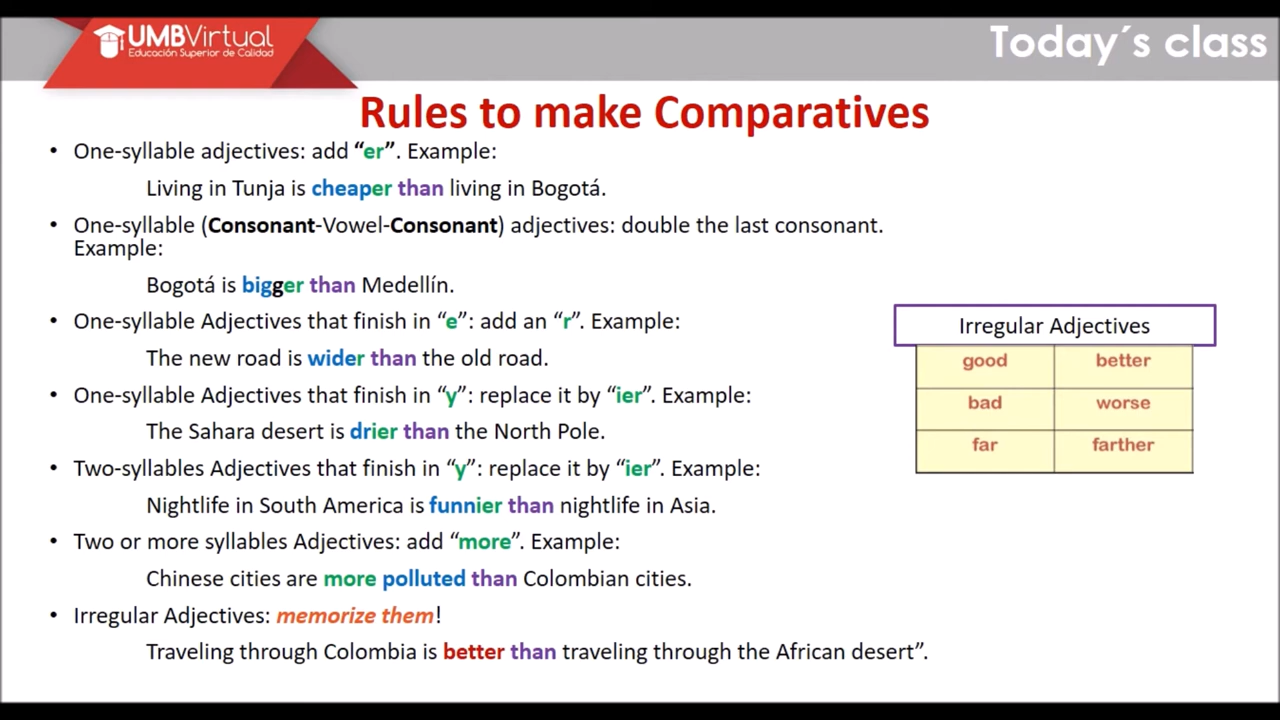 UMBVirtual
Educación Superior de Calidad
Today´s class
Rules to make Comparatives
• One-syllable adjectives: add “er”. Example:
Living in Tunja is cheaper than living in Bogotá.
• One-syllable (Consonant-Vowel-Consonant) adjectives: double the last consonant.
Example:
Bogotá is bigger than Medellín.
• One-syllable Adjectives that finish in “e”: add an “r”. Example:
The new road is wider than the old road.
• One-syllable Adjectives that finish in “y”: replace it by “ier”. Example:
The Sahara desert is drier than the North Pole.
• Two-syllables Adjectives that finish in “y”: replace it by “ier”. Example:
Nightlife in South America is funnier than nightlife in Asia.
• Two or more syllables Adjectives: add “more”. Example:
Chinese cities are more polluted than Colombian cities.
• Irregular Adjectives: memorize them!
Traveling through Colombia is better than traveling through the African desert”.
Irregular Adjectives
good better
bad worse
far farther